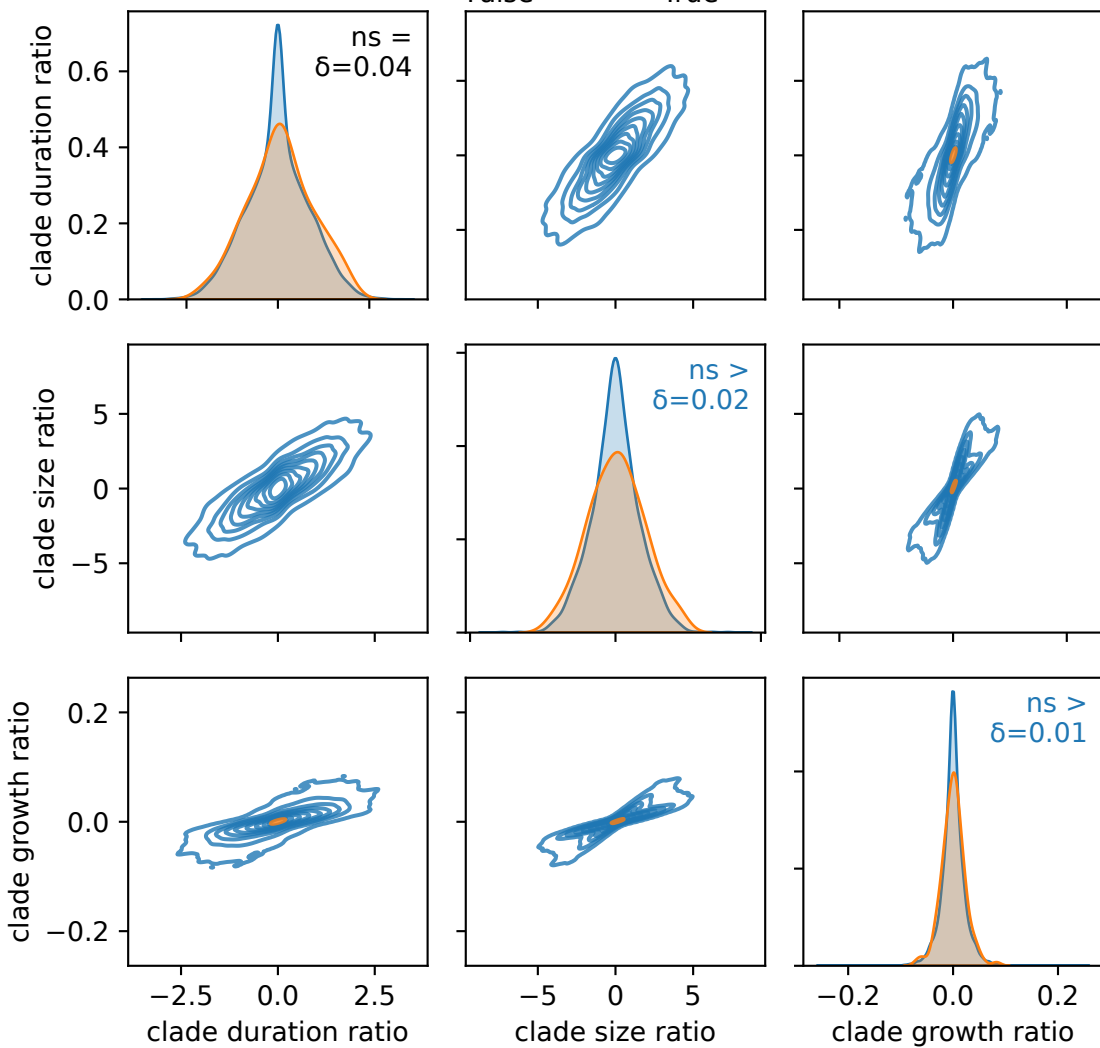 clade duration ratio
0.6
0.4
0.2
0.0
ns =
δ=0.04
clade size ratio
5
0
−5
ns >
δ=0.02
clade growth ratio
0.2
0.0
−0.2
ns >
δ=0.01
−2.5 0.0 2.5
−5 0 5
−0.2 0.0 0.2
clade duration ratio
clade size ratio
clade growth ratio